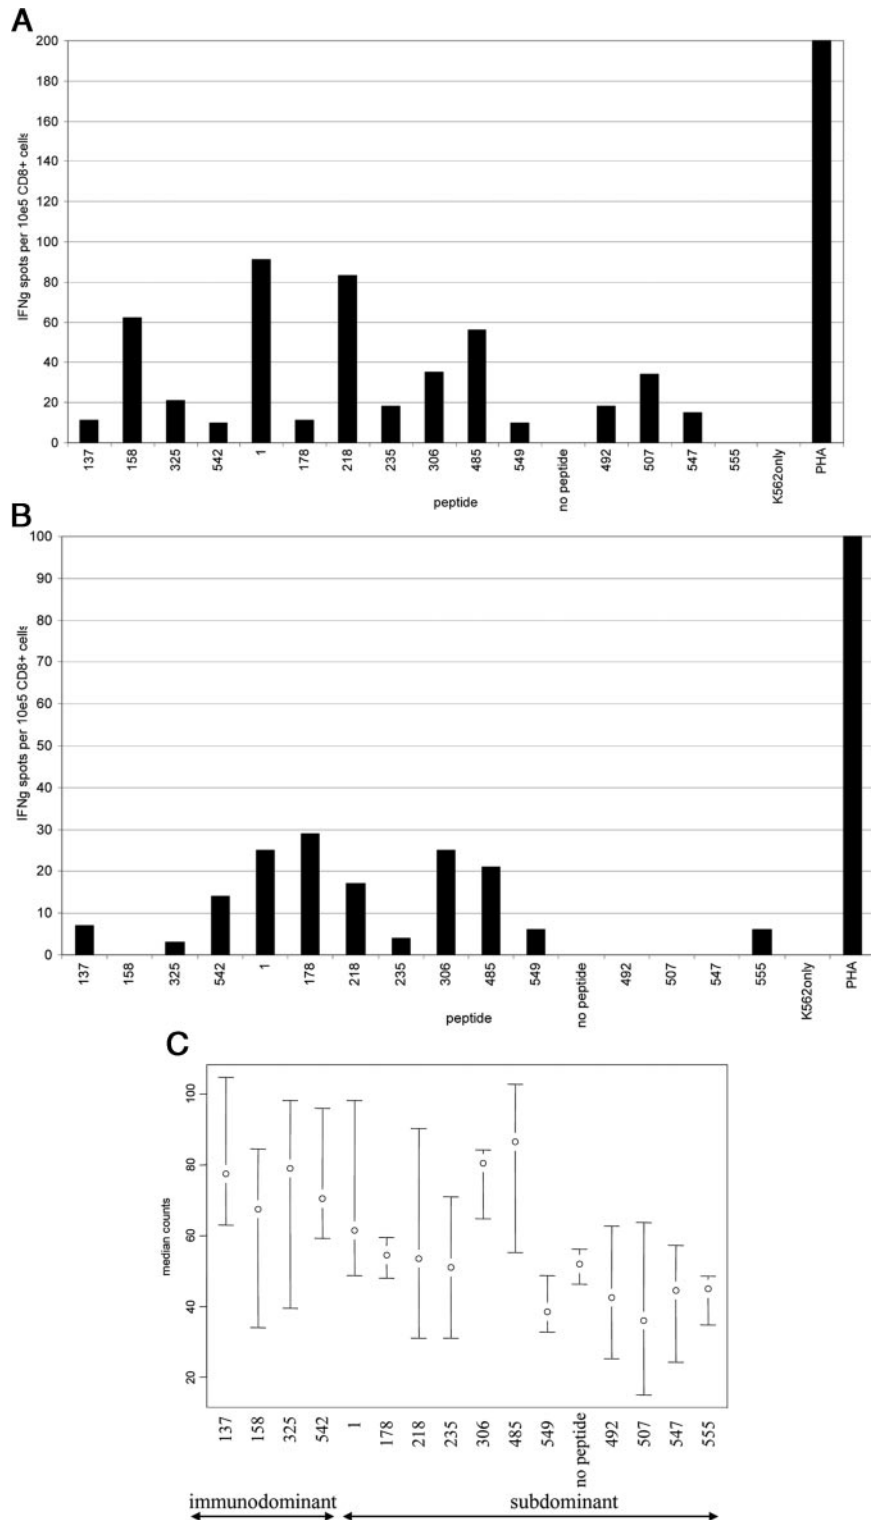 A
IFNg spots per 10e5 CD8+ cells
200
180
160
140
120
100
80
60
40
20
0
137 158 325 542 1 178 218 235 306 485 549 no peptide 492 507 547 555 K562only PHA
peptide
B
IFNg spots per 10e5 CD8+ cells
100
90
80
70
60
50
40
30
20
10
0
137 158 325 542 1 178 218 235 306 485 549 no peptide 492 507 547 555 K562only PHA
peptide
C
median counts
100
80
60
40
20
137 158 325 542 1 178 218 235 306 485 549 no peptide 492 507 547 555
immunodominant subdominant